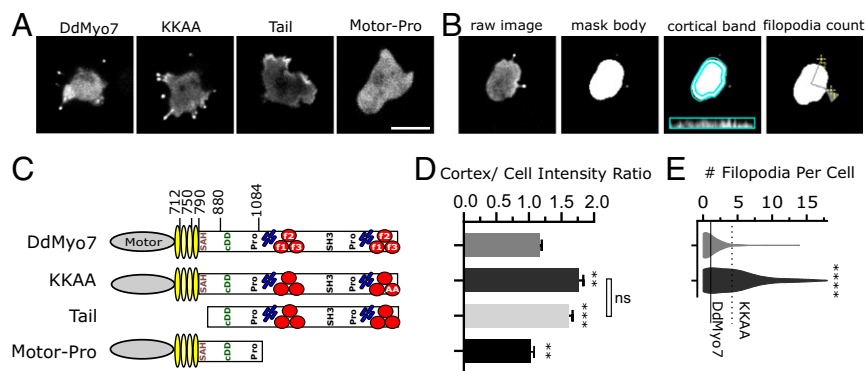 A
DdMyo7 KKAA Tail Motor-Pro
B
raw image mask body cortical band filopodia count
C
712 750 790 880 1084
DdMyo7 Motor SAH cDD Pro f1 f2 f3 SH3 Pro f1 f2 f3
KKAA SAH cDD Pro SH3 Pro AA
Tail cDD Pro SH3 Pro
Motor-Pro SAH cDD Pro
D
Cortex/ Cell Intensity Ratio
0.0 0.5 1.0 1.5 2.0
**
***
**
ns
E
# Filopodia Per Cell
0 5 10 15
****
DdMyo7
KKAA